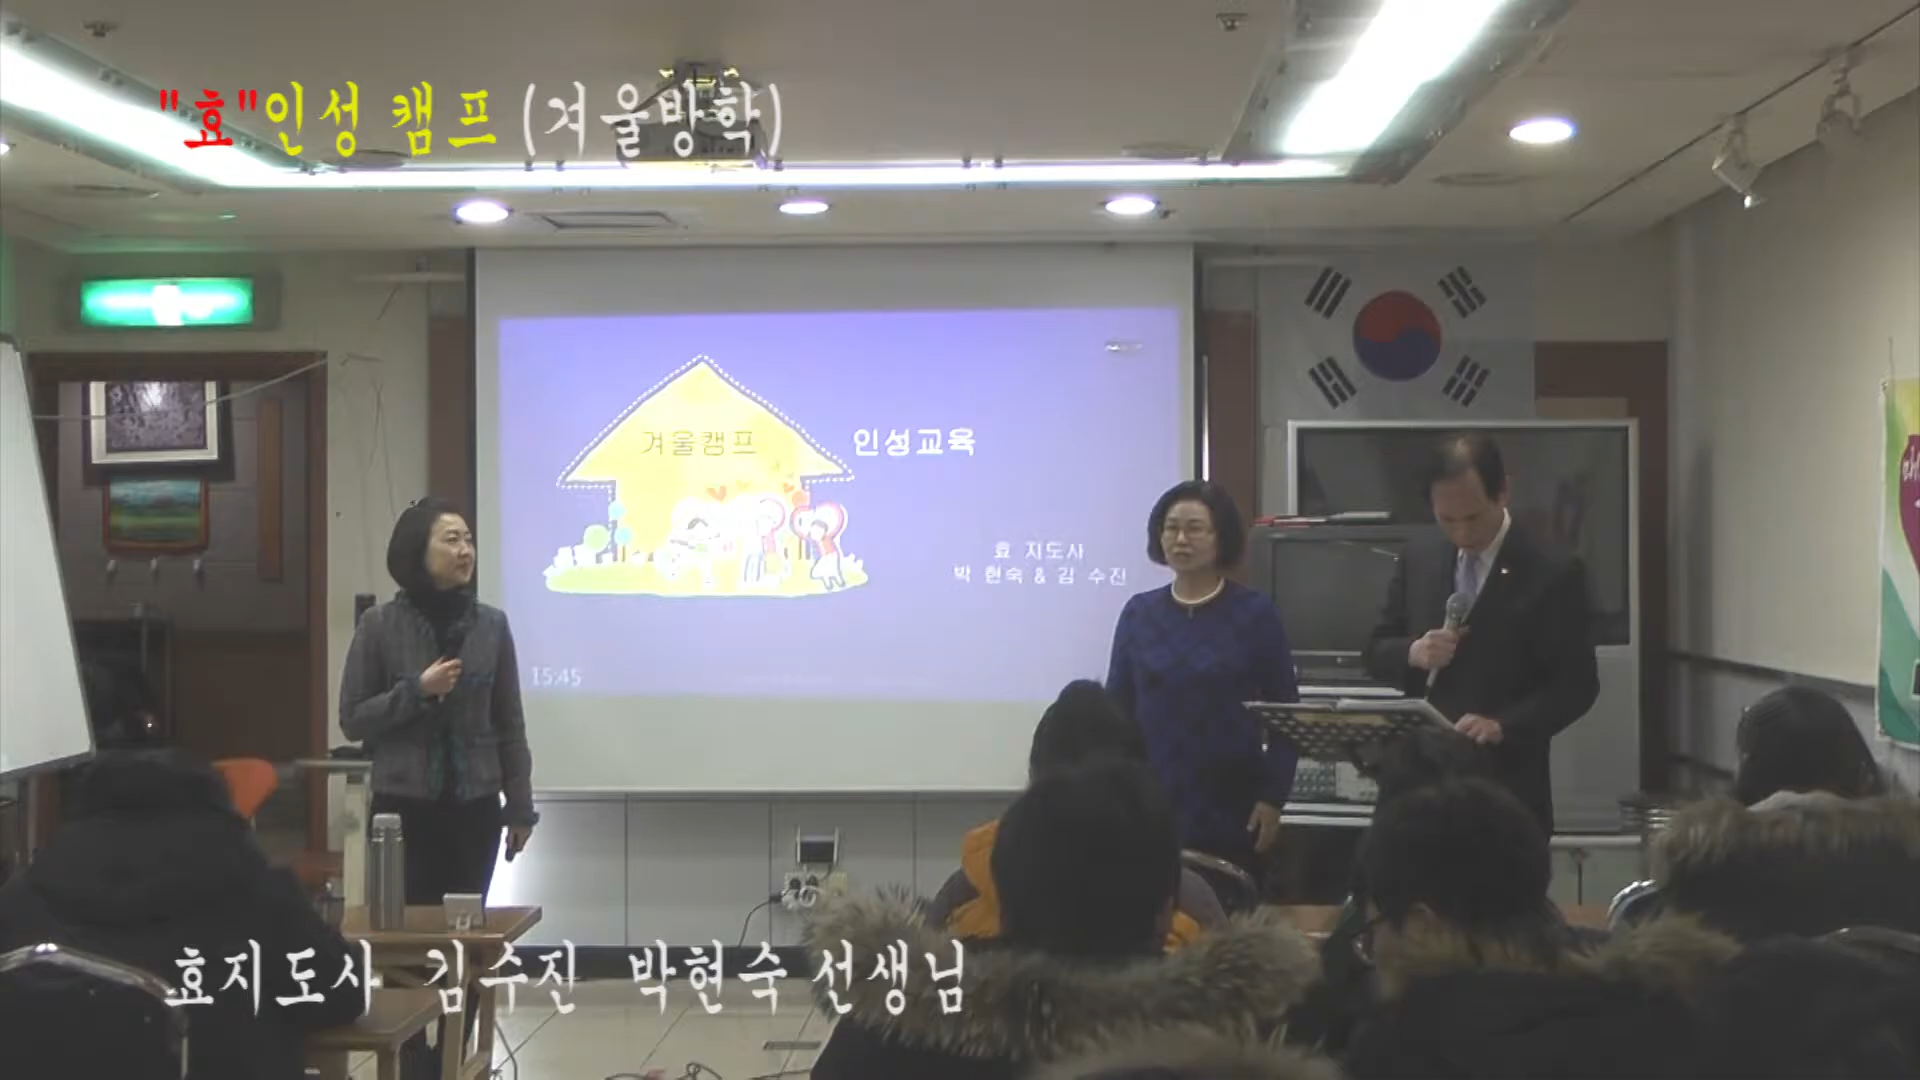 "효"인성 캠프 (겨울방학)
겨울캠프
인성교육
효 지도사
박 현숙 & 김 수진
15:45
효지도사 김수진 박현숙 선생님